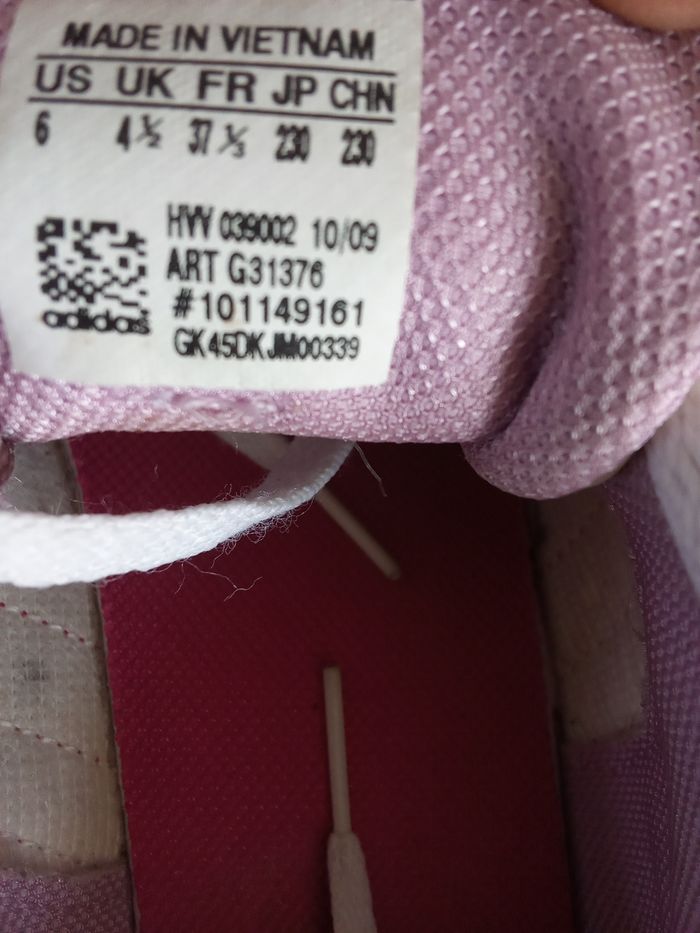 MADE IN VIETNAM
US UK FR JP CHN
6 4½ 37⅓ 230 230
HVV 039002 10/09
ART G31376
#101149161
GK45DKJM00339
adidas